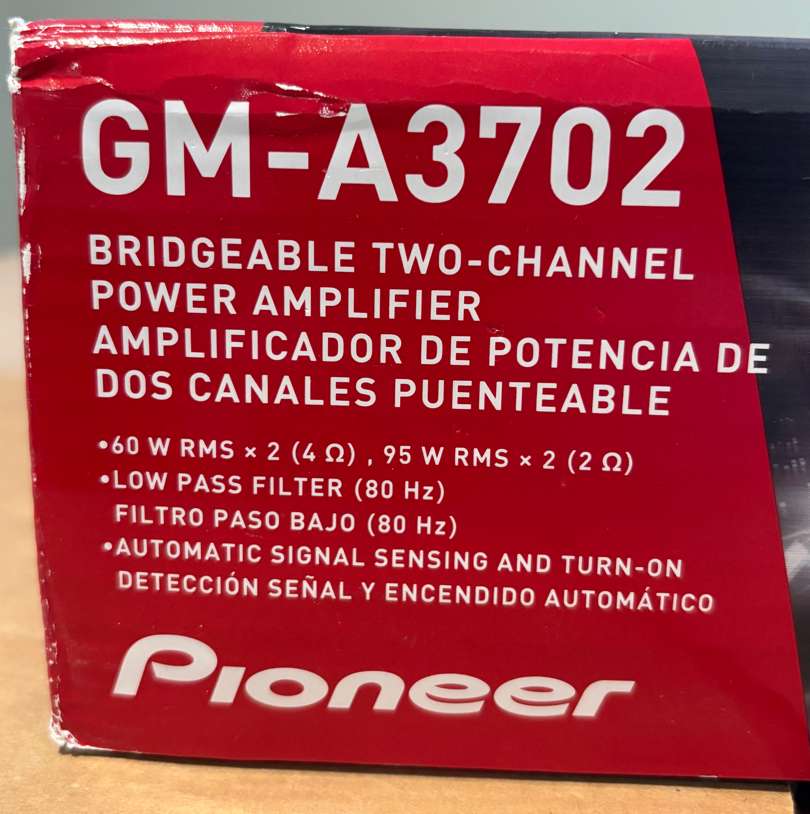 GM-A3702
BRIDGEABLE TWO-CHANNEL
POWER AMPLIFIER
AMPLIFICADOR DE POTENCIA DE
DOS CANALES PUENTEABLE
•60 W RMS × 2 (4 Ω) , 95 W RMS × 2 (2 Ω)
•LOW PASS FILTER (80 Hz)
FILTRO PASO BAJO (80 Hz)
•AUTOMATIC SIGNAL SENSING AND TURN-ON
DETECCIÓN SEÑAL Y ENCENDIDO AUTOMÁTICO
Pioneer